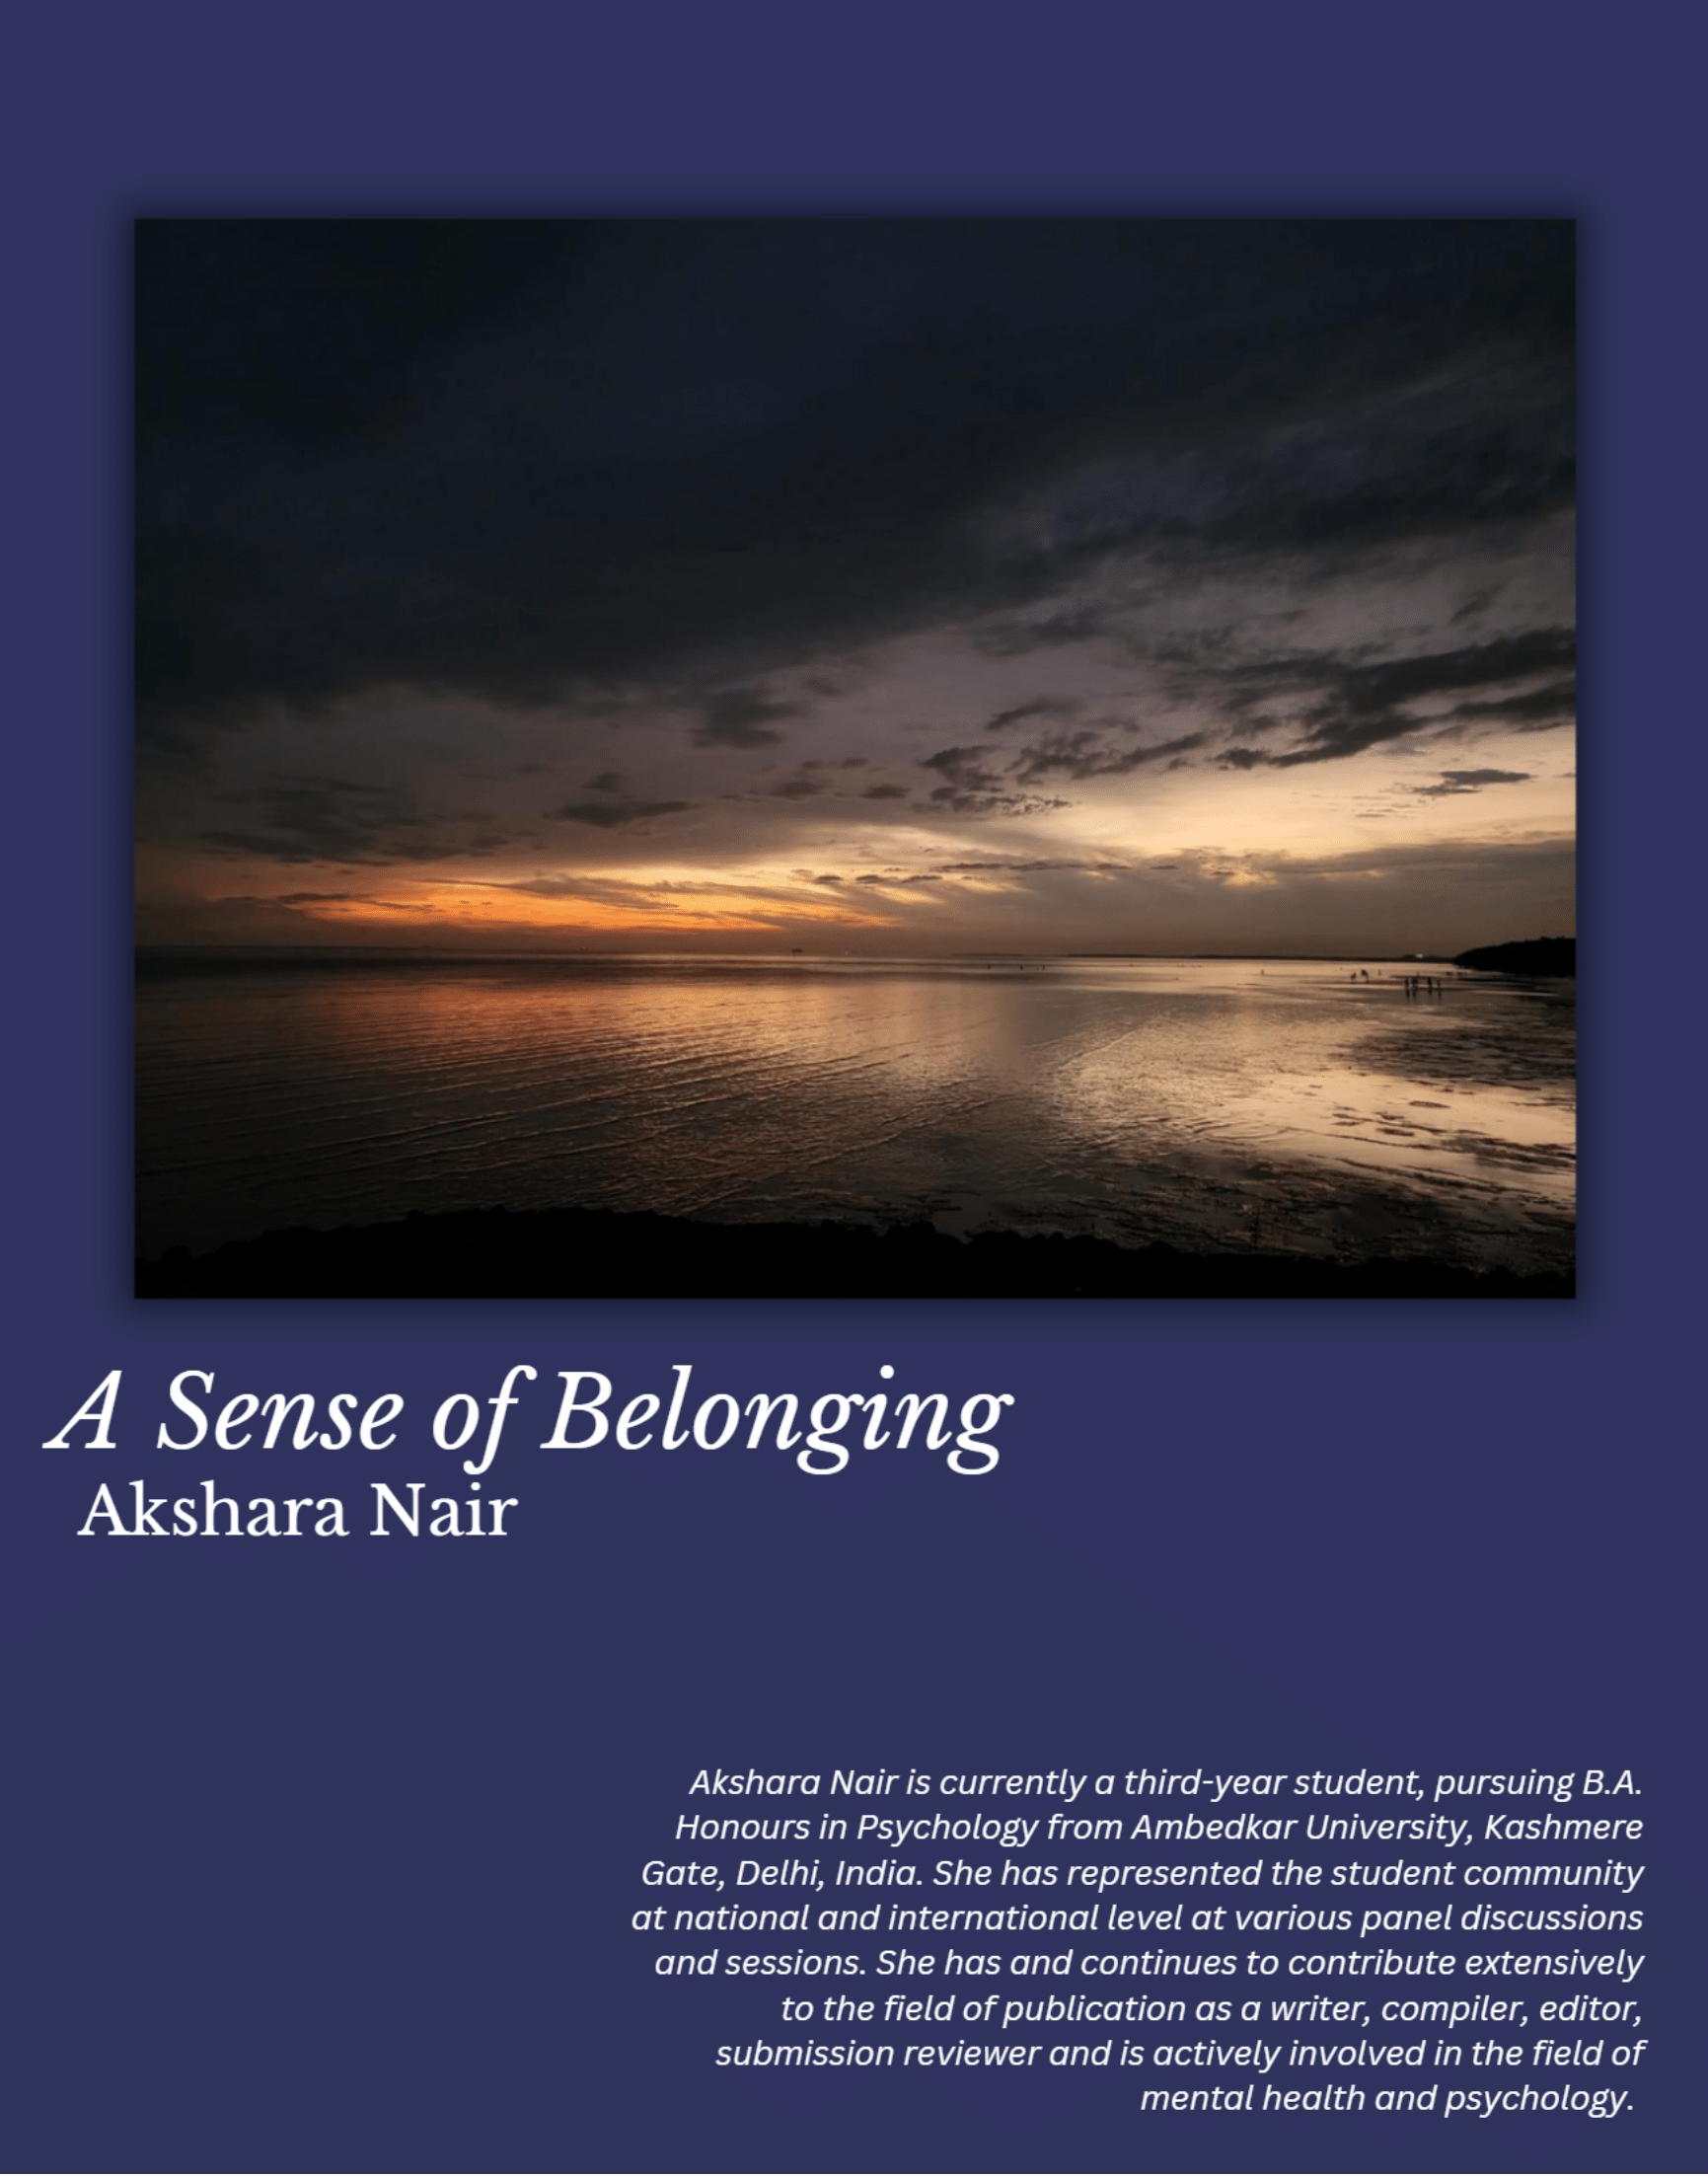 A Sense of Belonging
Akshara Nair
Akshara Nair is currently a third-year student, pursuing B.A.
Honours in Psychology from Ambedkar University, Kashmere
Gate, Delhi, India. She has represented the student community
at national and international level at various panel discussions
and sessions. She has and continues to contribute extensively
to the field of publication as a writer, compiler, editor,
submission reviewer and is actively involved in the field of
mental health and psychology.